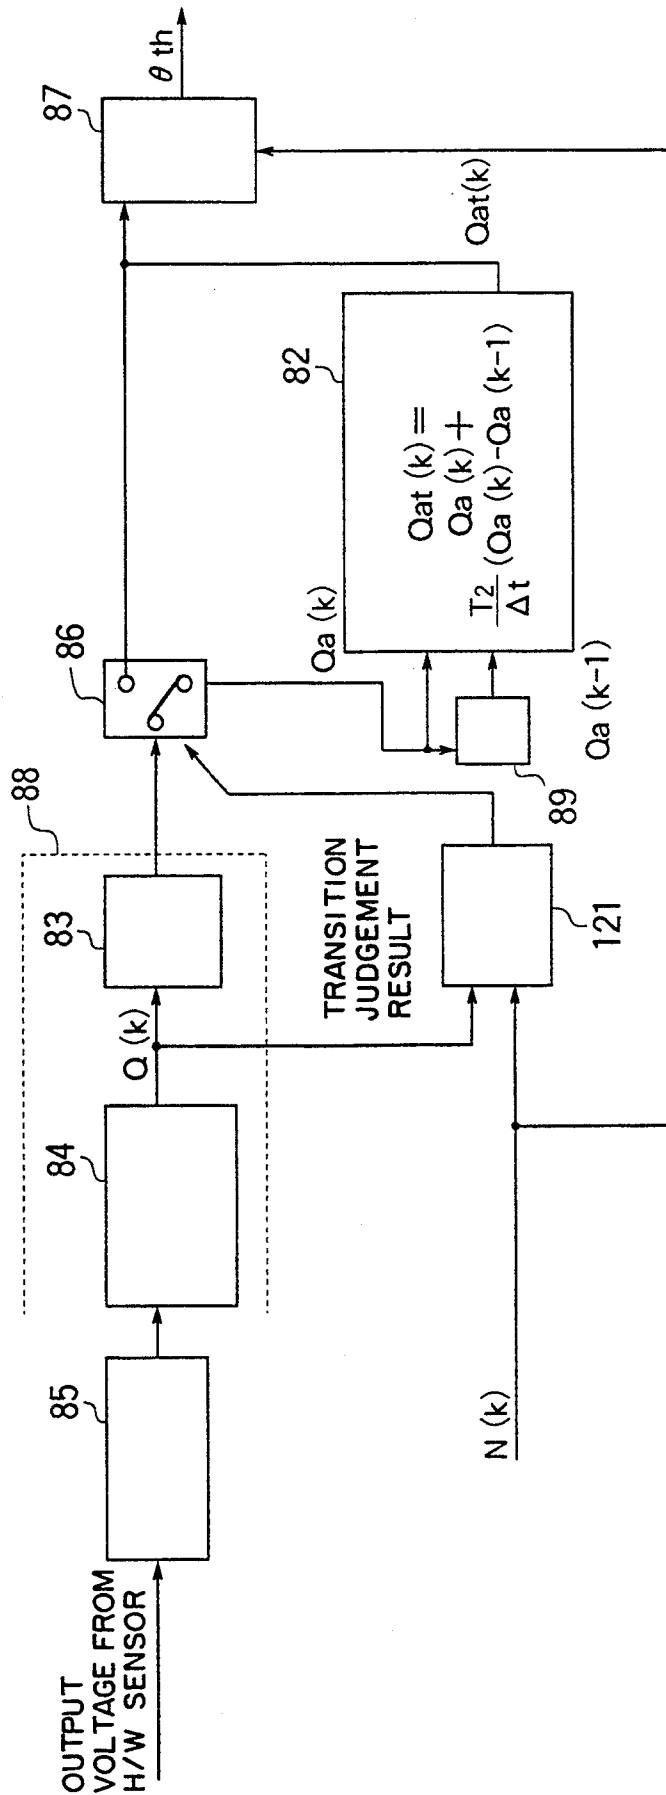 OUTPUT
VOLTAGE FROM
H/W SENSOR
85
84
Q (k)
83
88
86
87
θ th
TRANSITION
JUDGEMENT
RESULT
N (k)
121
89
Qa (k)
Qa (k-1)
82
Qat (k) =
Qa (k) +
T2/Δt (Qa (k)-Qa (k-1)
Qat(k)